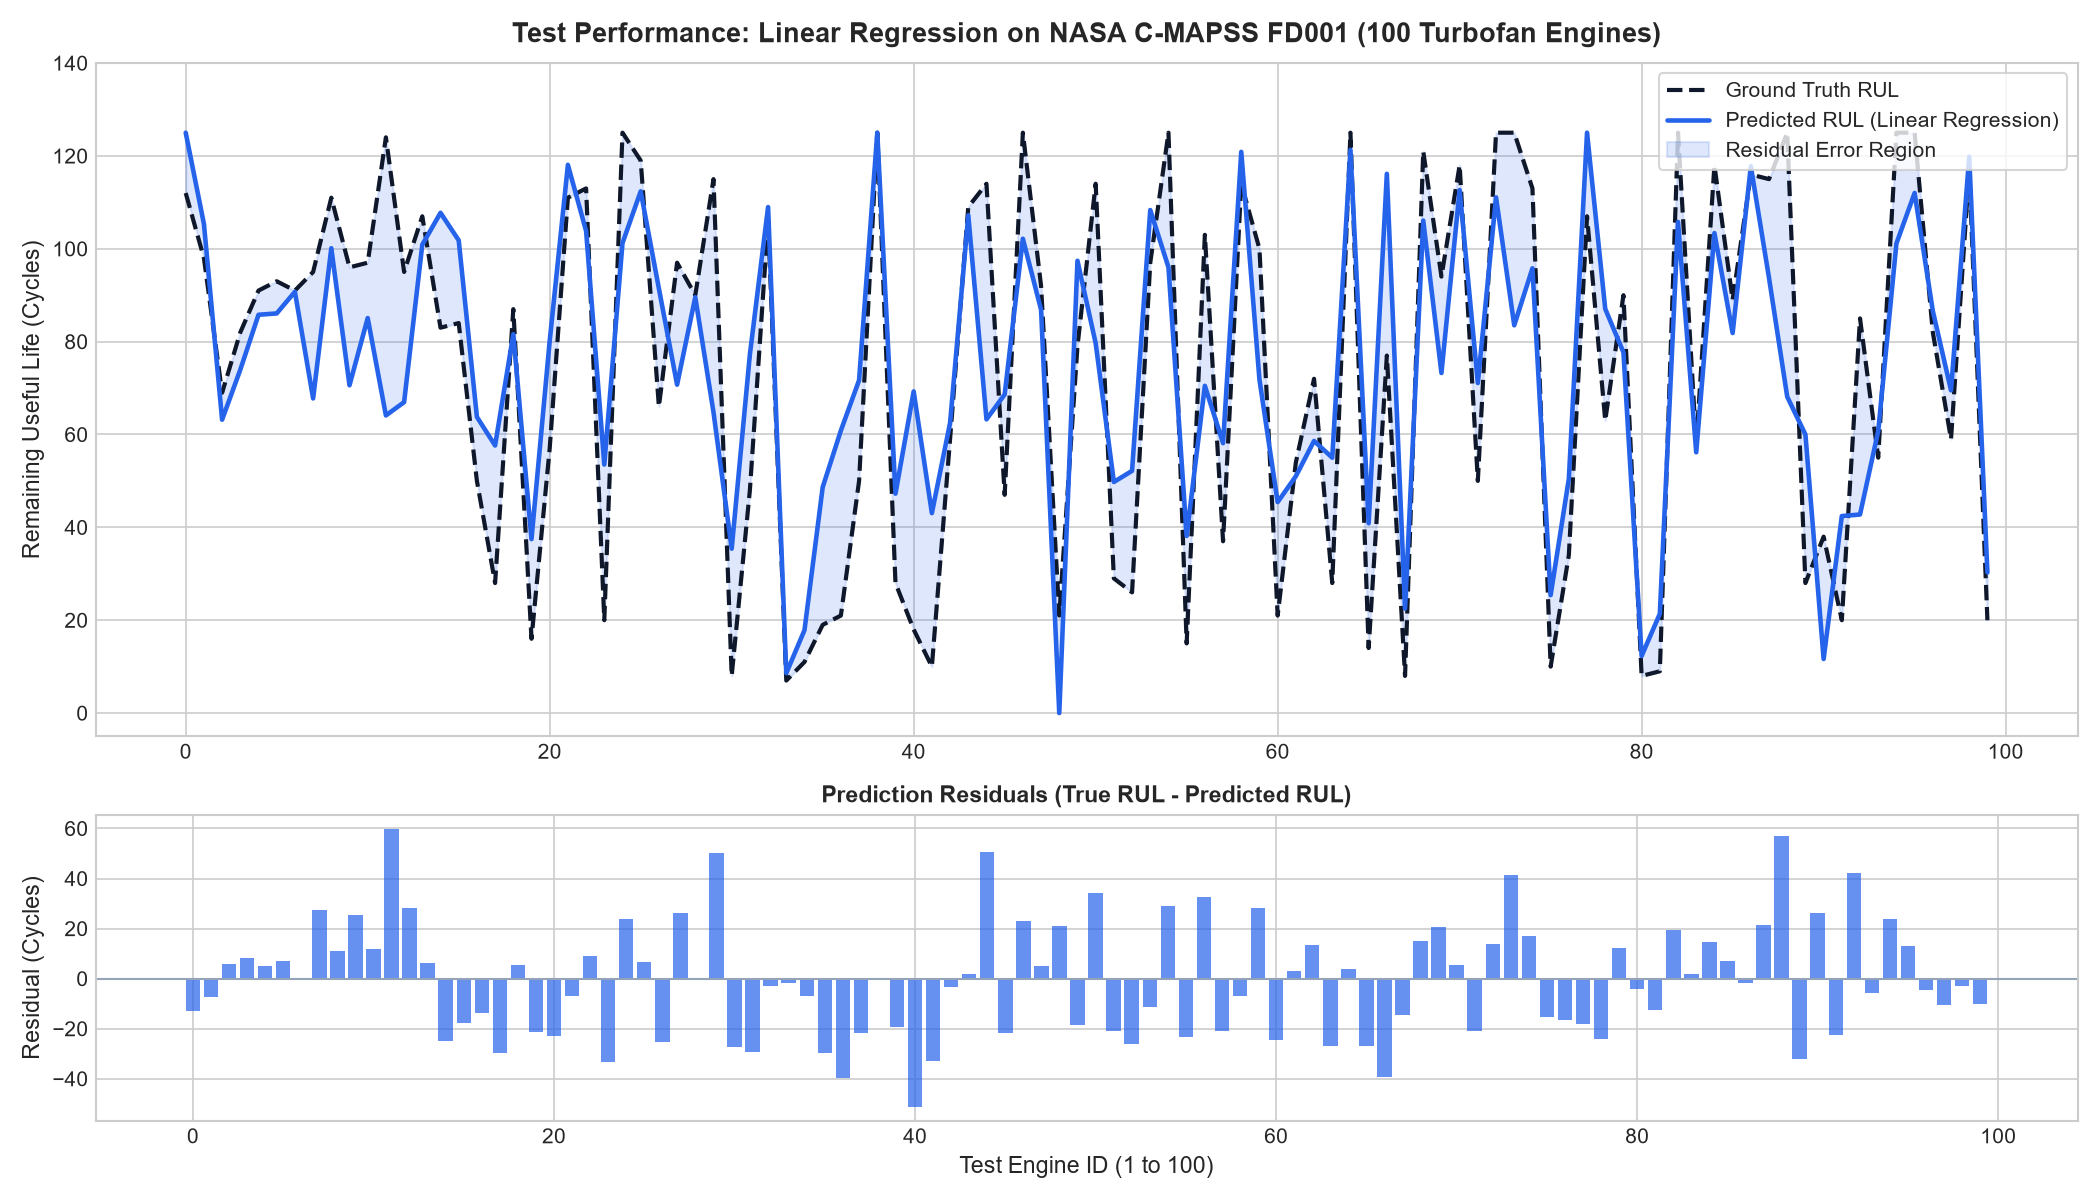 Test Performance: Linear Regression on NASA C-MAPSS FD001 (100 Turbofan Engines)
Remaining Useful Life (Cycles)
140
120
100
80
60
40
20
0
Ground Truth RUL
Predicted RUL (Linear Regression)
Residual Error Region
0 20 40 60 80 100
Prediction Residuals (True RUL - Predicted RUL)
Residual (Cycles)
60
40
20
0
−20
−40
0 20 40 60 80 100
Test Engine ID (1 to 100)